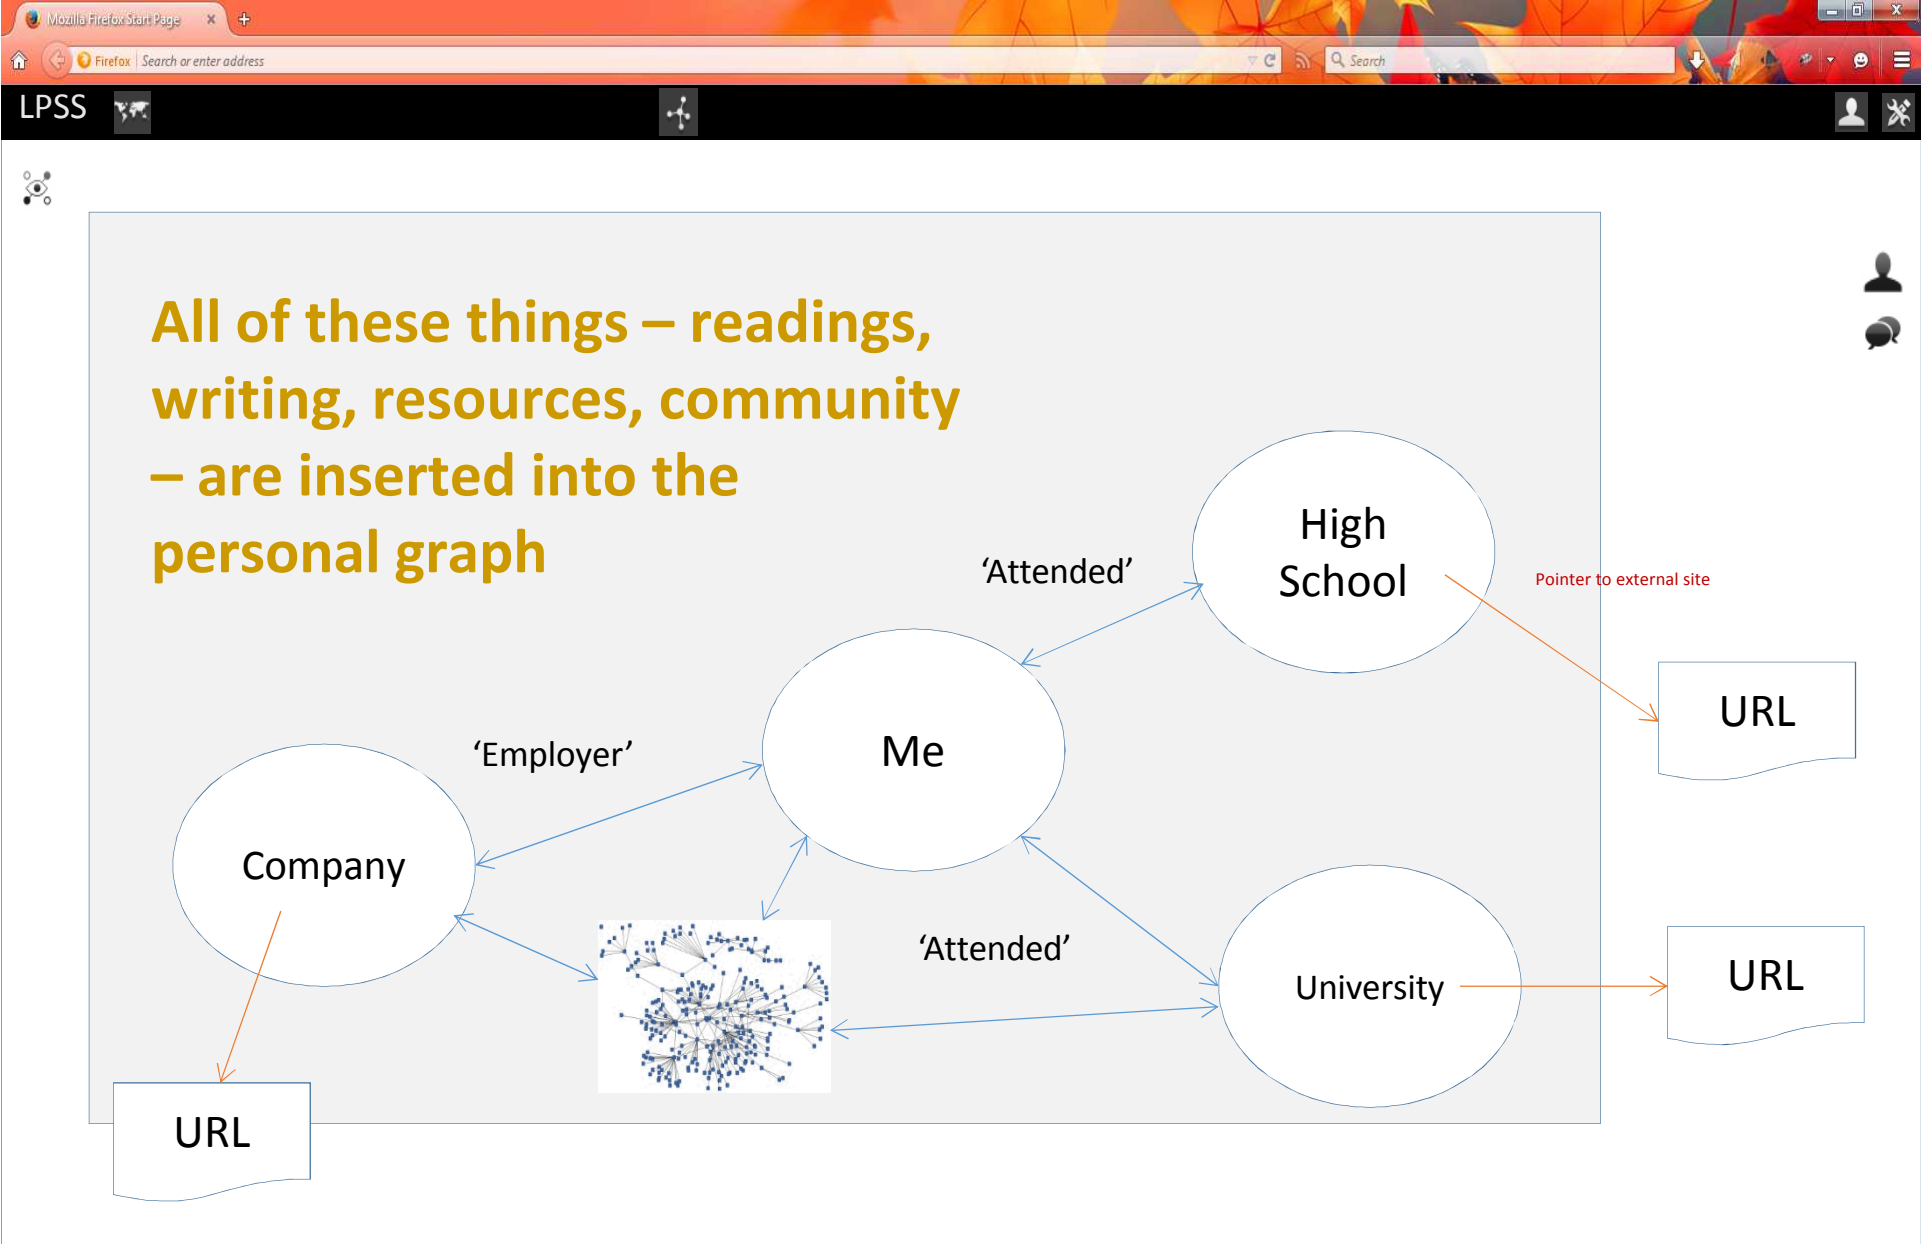 Mozilla Firefox Start Page
Firefox Search or enter address
Search
LPSS
All of these things – readings,
writing, resources, community
– are inserted into the
personal graph
High
School
‘Attended’
Pointer to external site
URL
Me
‘Employer’
Company
‘Attended’
University
URL
URL